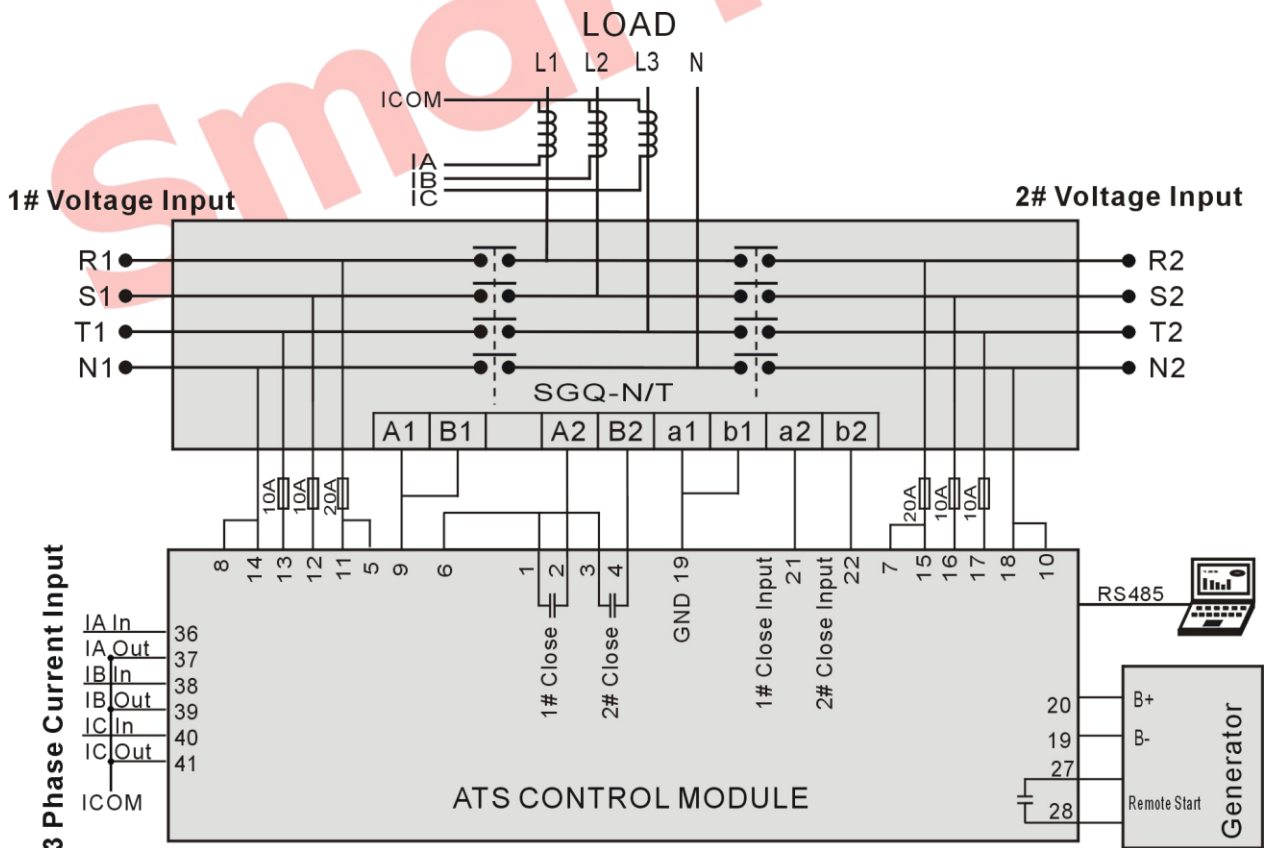 Smar
LOAD
L1 L2 L3 N
ICOM
IA
IB
IC
1# Voltage Input
2# Voltage Input
R1
S1
T1
N1
R2
S2
T2
N2
SGQ-N/T
A1 B1 A2 B2 a1 b1 a2 b2
10A 10A 20A
20A 10A 10A
8 14 13 12 11 5 9 6 1 2 3 4 GND 19 21 22 7 15 16 17 18 10
1# Close
2# Close
1# Close Input
2# Close Input
RS485
3 Phase Current Input
IA In 36
IA Out 37
IB In 38
IB Out 39
IC In 40
IC Out 41
ICOM
ATS CONTROL MODULE
20 B+
19 B-
27
28
Remote Start
Generator